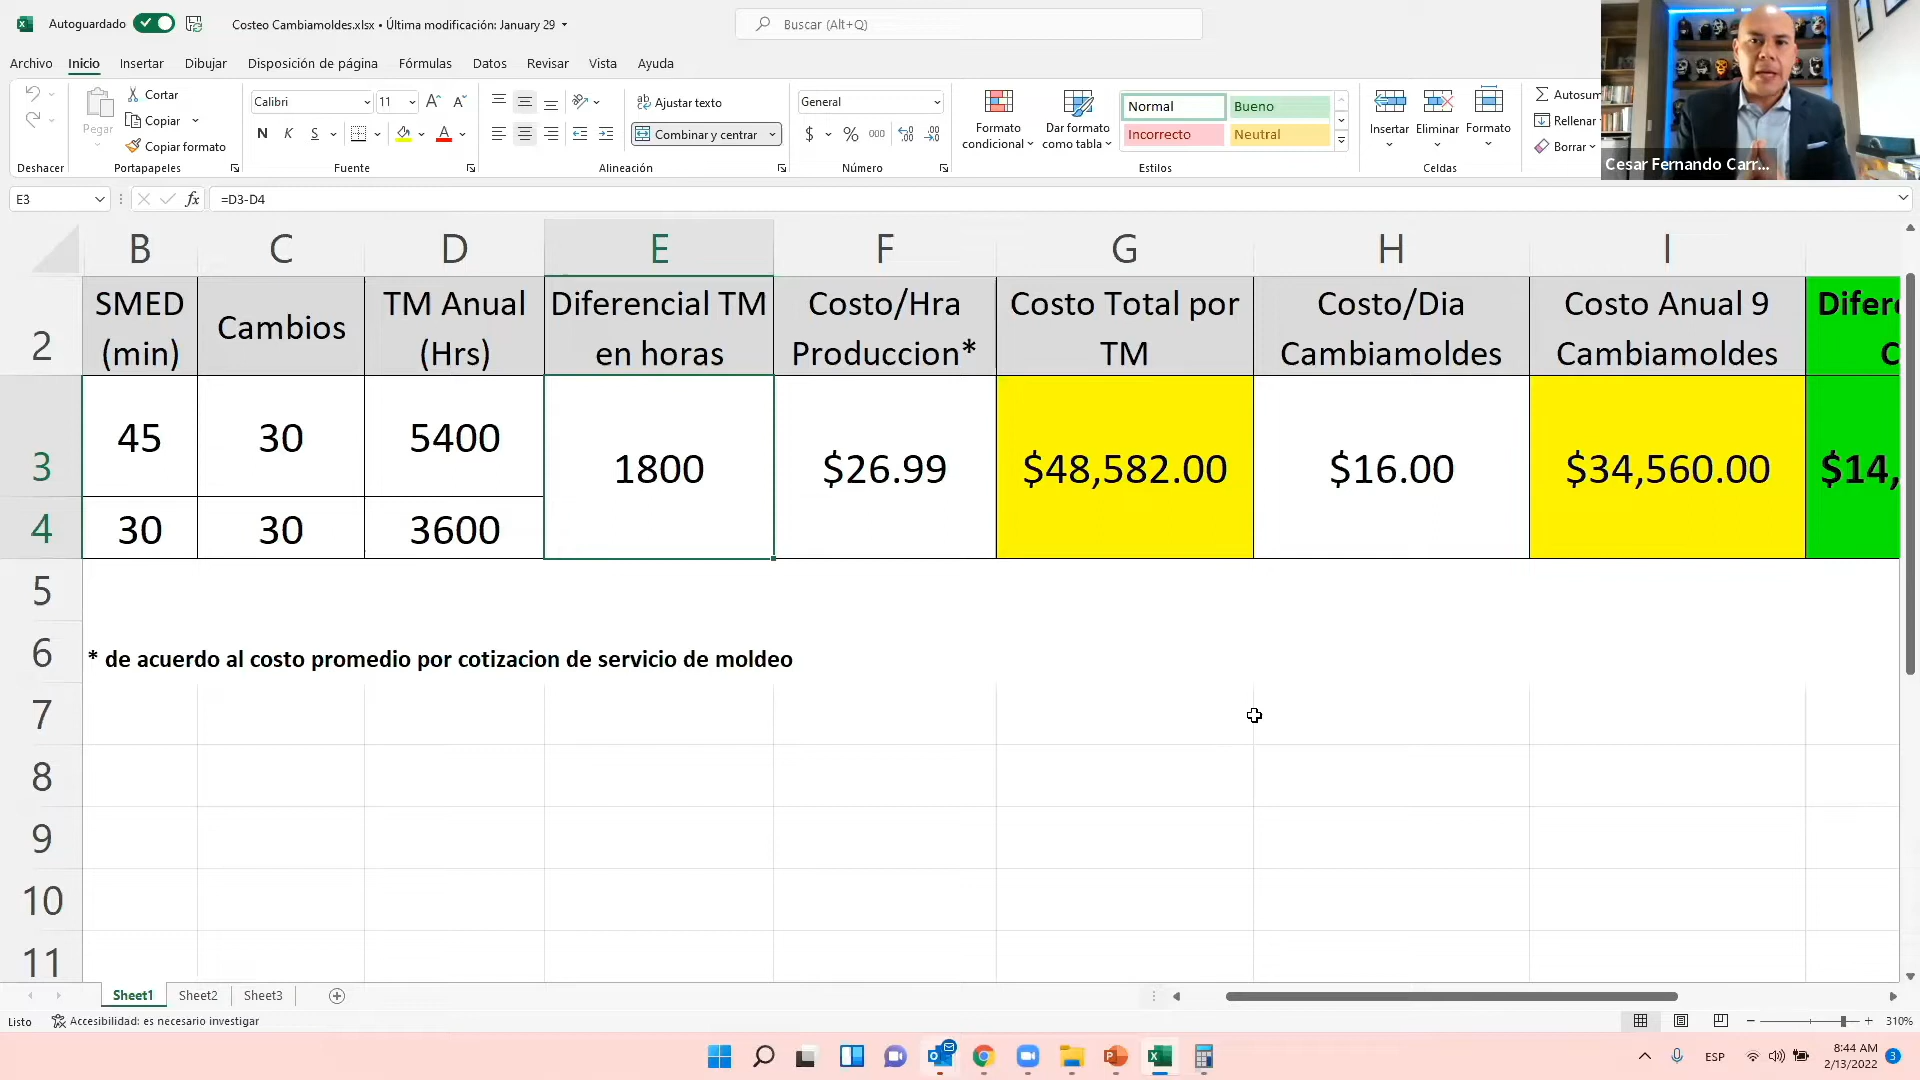 Autoguardado
Costeo Cambiamoldes.xlsx • Última modificación: January 29
Buscar (Alt+Q)
Archivo Inicio Insertar Dibujar Disposición de página Fórmulas Datos Revisar Vista Ayuda
Pegar
Cortar
Copiar
Copiar formato
Calibri 11
N K S
Ajustar texto
Combinar y centrar
General
$ % 000
Formato condicional
Dar formato como tabla
Normal Bueno
Incorrecto Neutral
Insertar Eliminar Formato
Autosum
Rellenar
Borrar
Deshacer Portapapeles Fuente Alineación Número Estilos Celdas
Cesar Fernando Carr...
E3 fx =D3-D4
B C D E F G H I
2 SMED (min) Cambios TM Anual (Hrs) Diferencial TM en horas Costo/Hra Produccion* Costo Total por TM Costo/Dia Cambiamoldes Costo Anual 9 Cambiamoldes
3 45 30 5400 1800 $26.99 $48,582.00 $16.00 $34,560.00 $14,
4 30 30 3600
5
6 * de acuerdo al costo promedio por cotizacion de servicio de moldeo
7
8
9
10
11
Sheet1 Sheet2 Sheet3
Listo Accesibilidad: es necesario investigar 310%
ESP
8:44 AM
2/13/2022
3